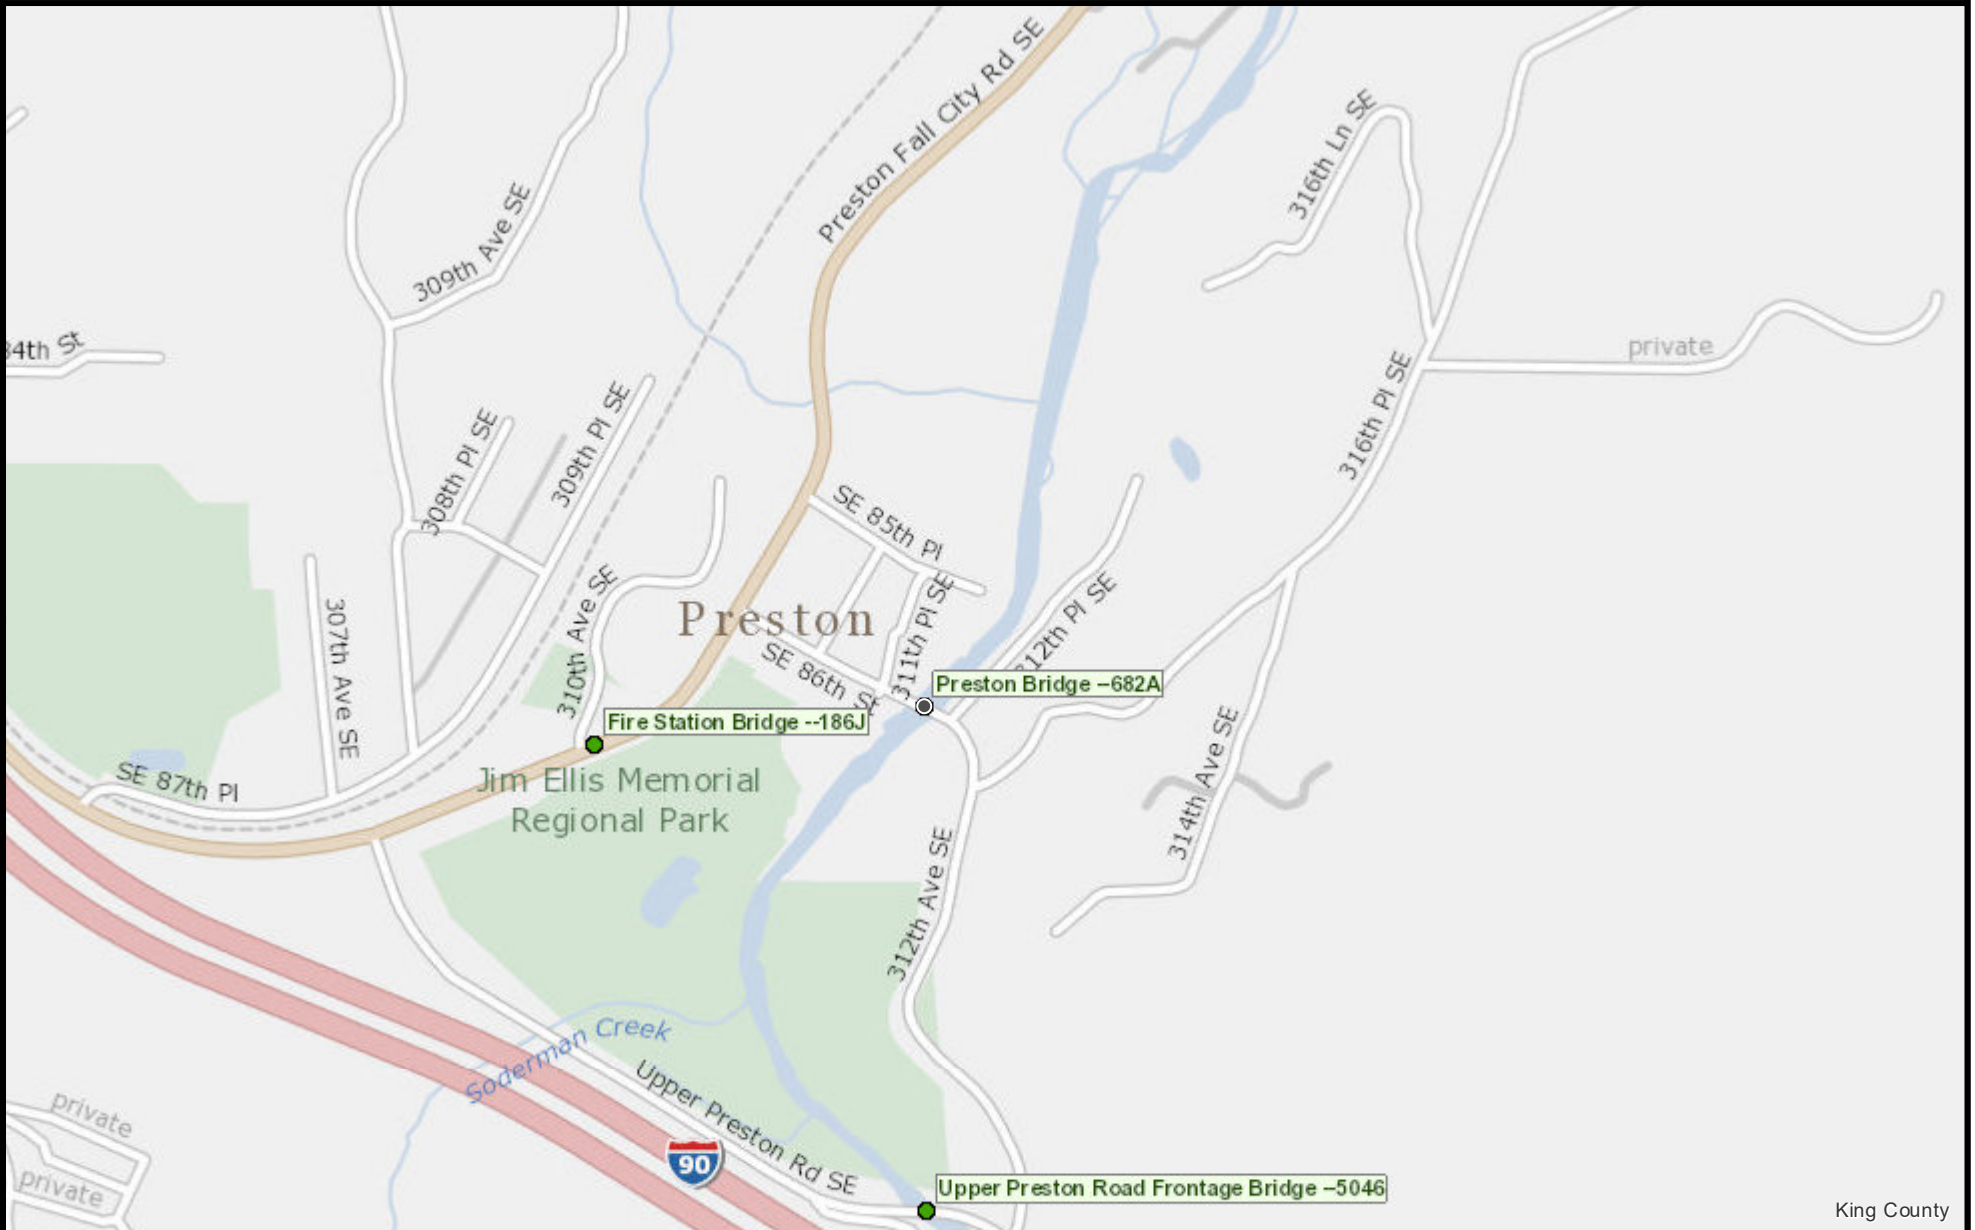 Preston Fall City Rd SE
316th Ln SE
309th Ave SE
84th St
private
316th Pl SE
308th Pl SE
309th Pl SE
SE 85th Pl
310th Ave SE
311th Pl SE
312th Pl SE
307th Ave SE
Preston
SE 86th St
Preston Bridge --682A
Fire Station Bridge --186J
314th Ave SE
SE 87th Pl
Jim Ellis Memorial
Regional Park
312th Ave SE
Soderman Creek
Upper Preston Rd SE
private
90
private
Upper Preston Road Frontage Bridge --5046
King County